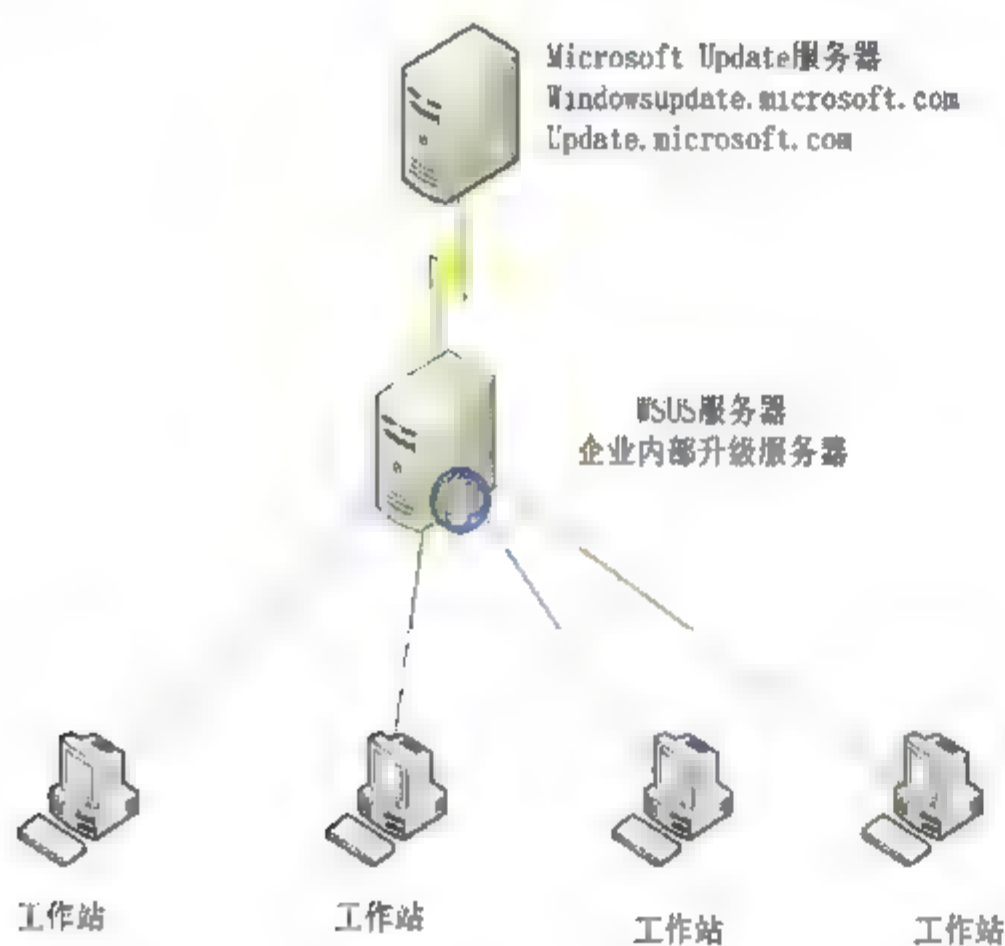 Microsoft Update服务器
Windowsupdate.microsoft.com
Update.microsoft.com
WSUS服务器
企业内部升级服务器
工作站
工作站
工作站
工作站